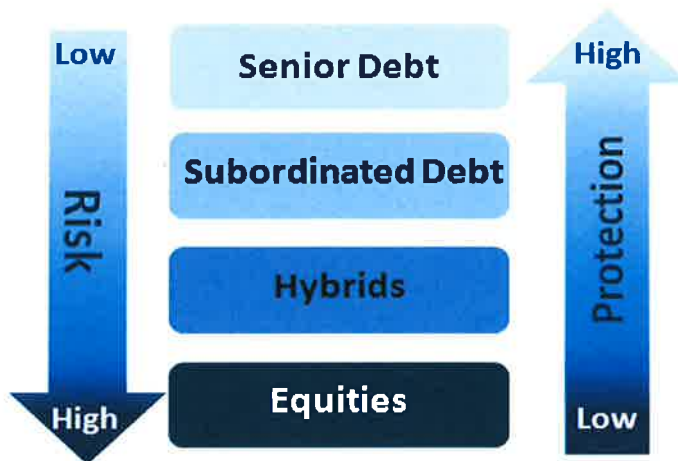 Low
Risk
High
Senior Debt
Subordinated Debt
Hybrids
Equities
High
Protection
Low